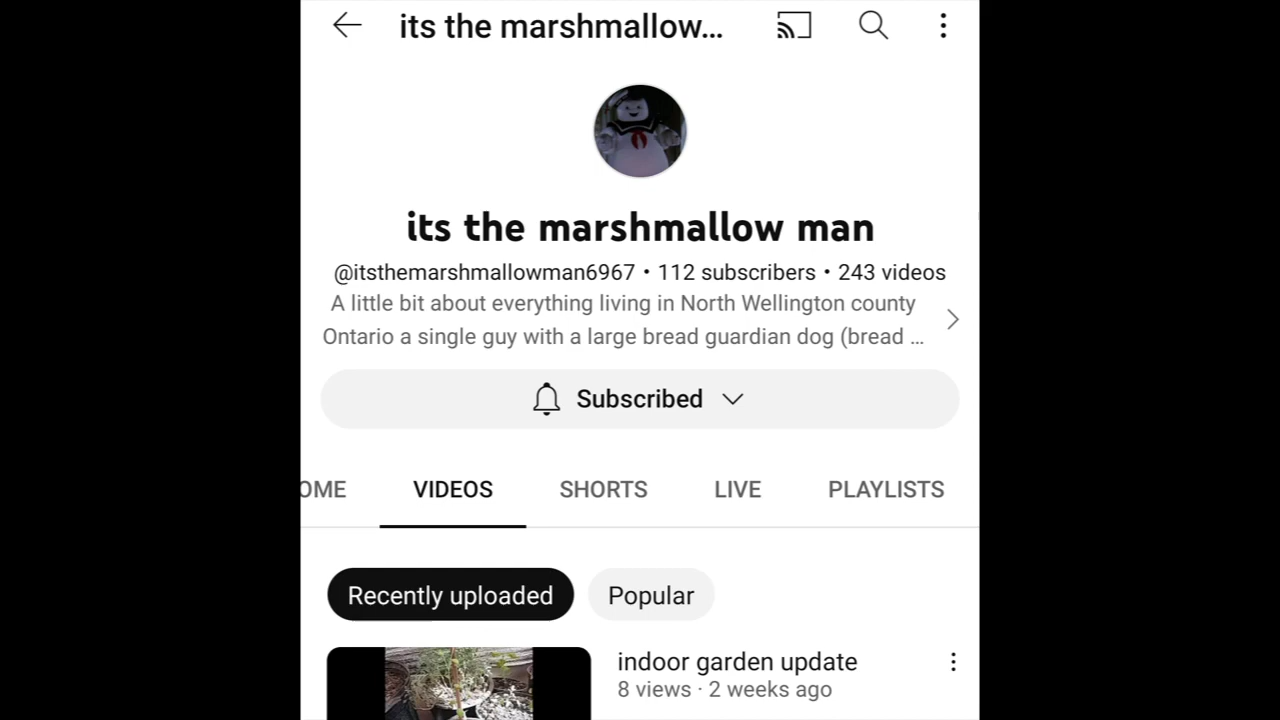 its the marshmallow...
its the marshmallow man
@itsthemarshmallowman6967 • 112 subscribers • 243 videos
A little bit about everything living in North Wellington county
Ontario a single guy with a large bread guardian dog (bread ...
Subscribed
OME VIDEOS SHORTS LIVE PLAYLISTS
Recently uploaded Popular
indoor garden update
8 views · 2 weeks ago